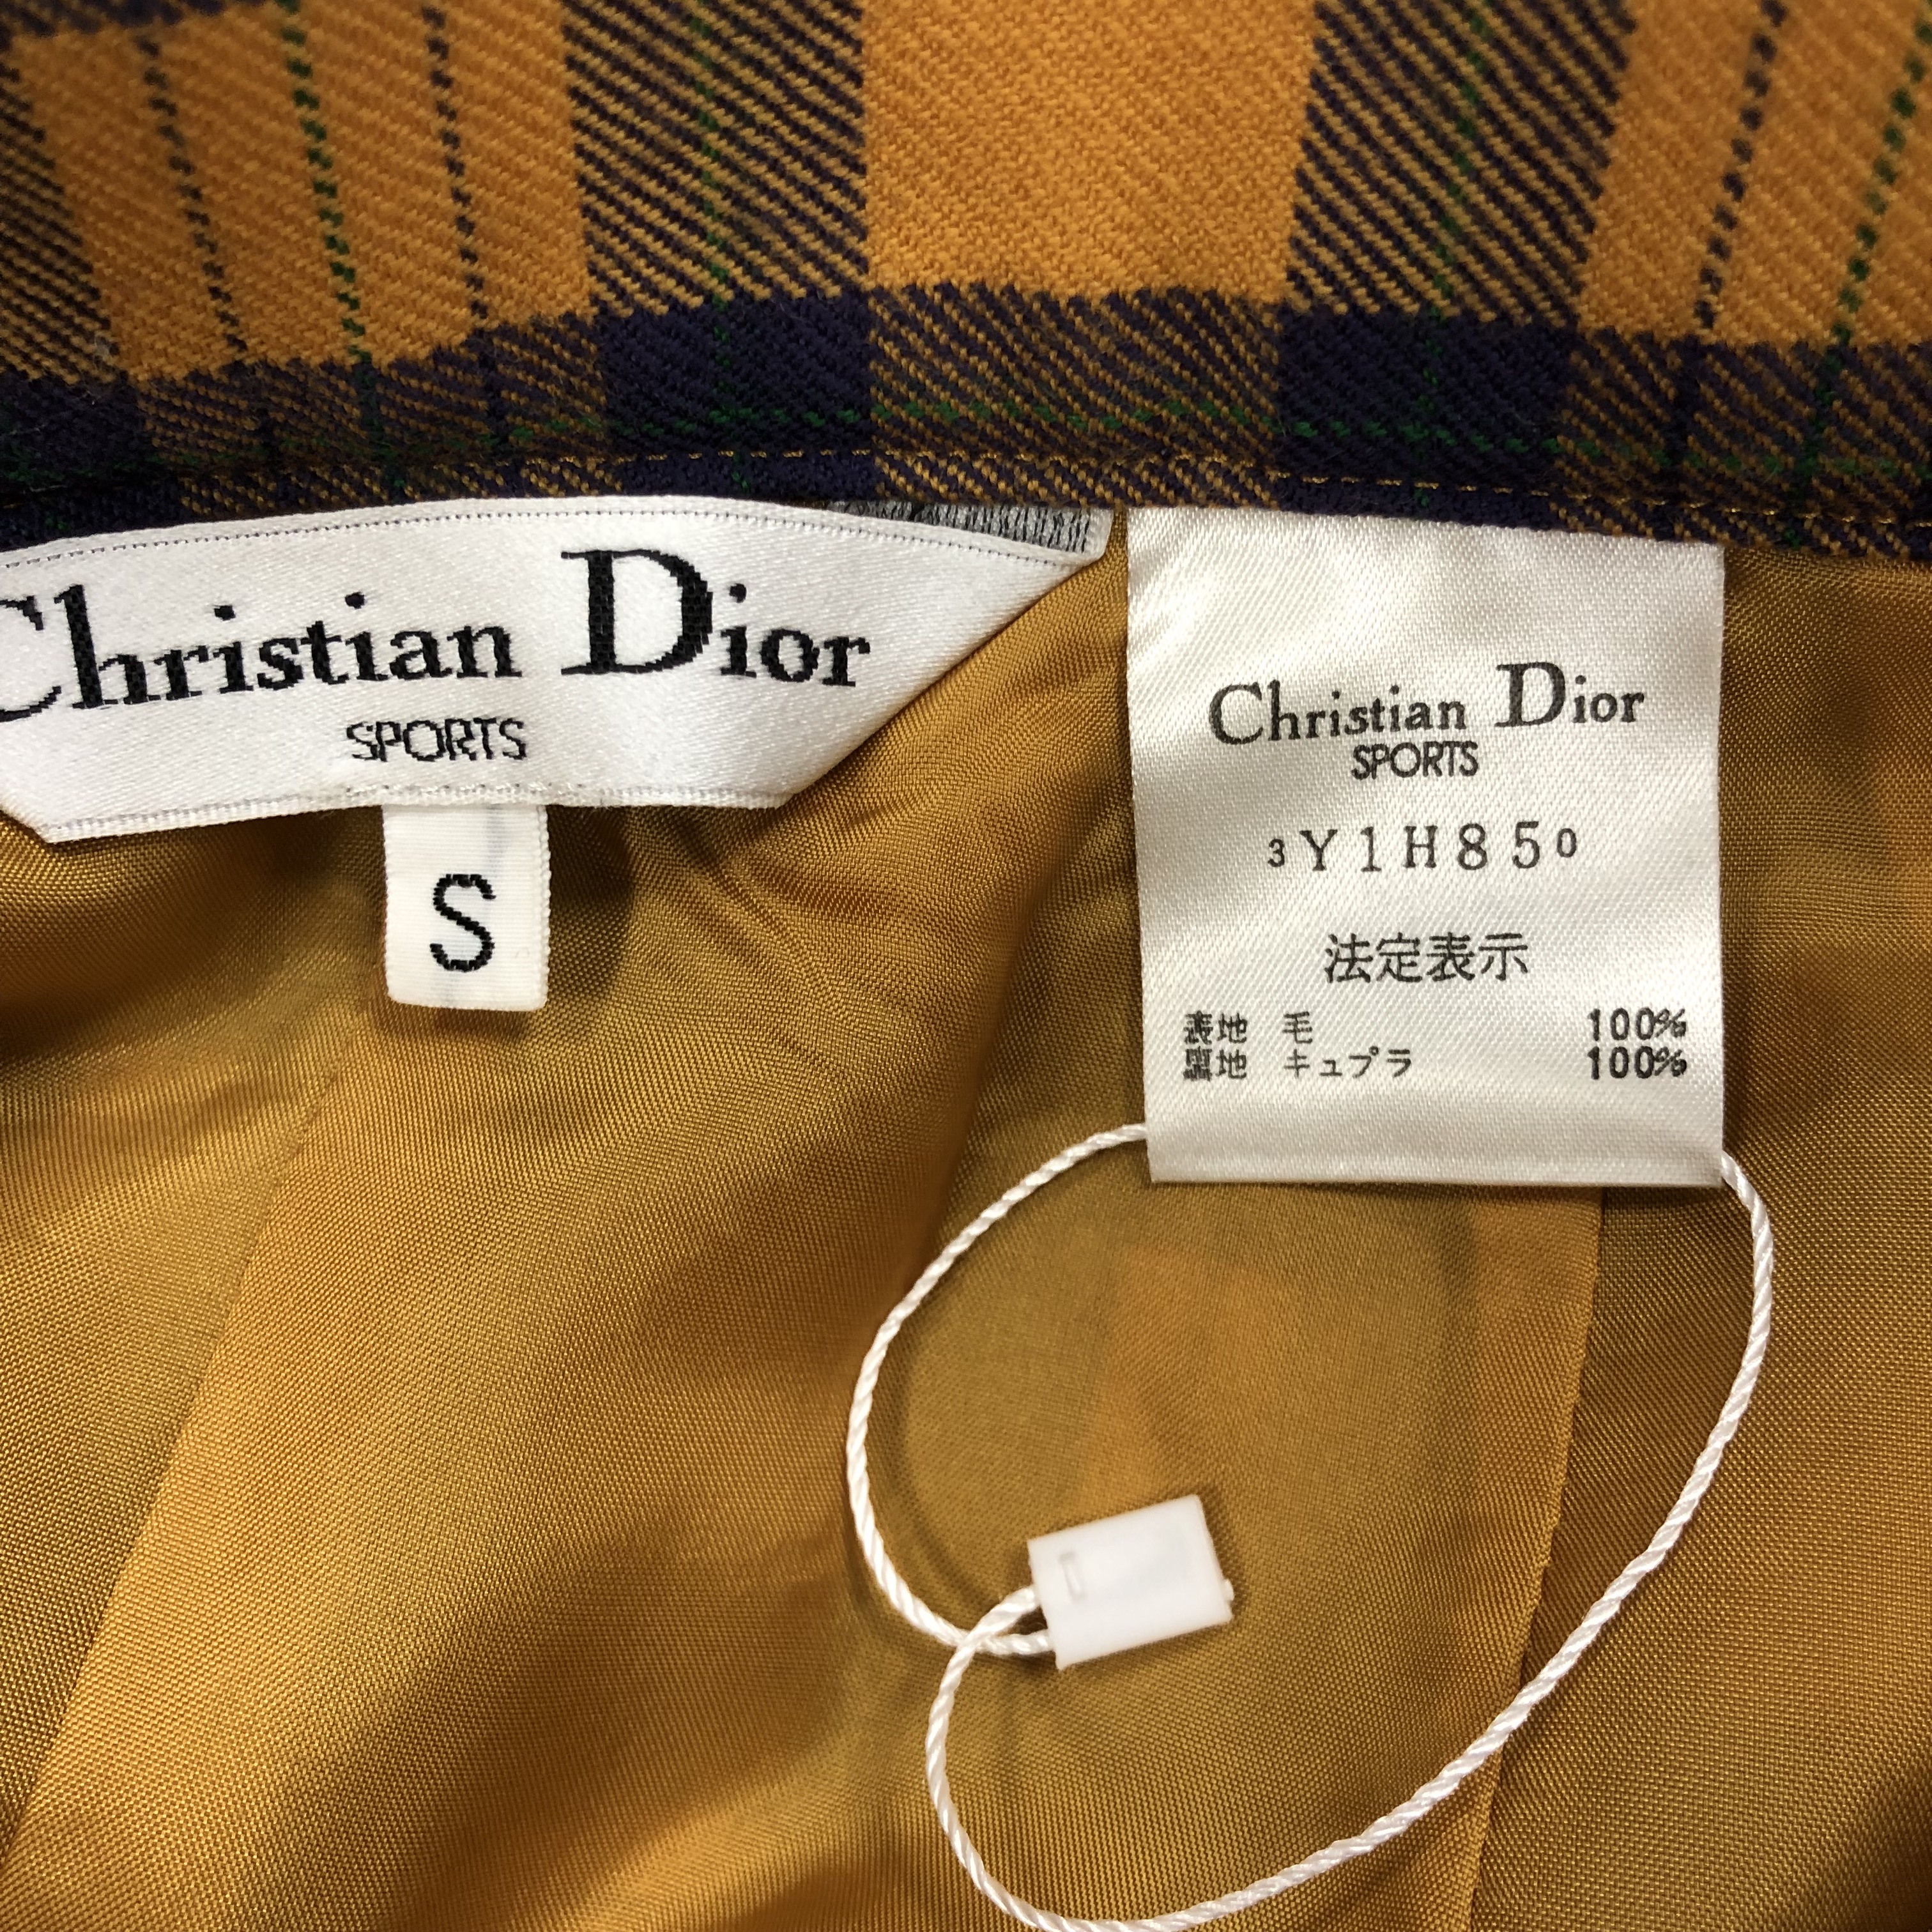 Christian Dior
SPORTS
S
Christian Dior
SPORTS
3Y1H850
法定表示
表地 毛 100%
裏地 キュプラ 100%